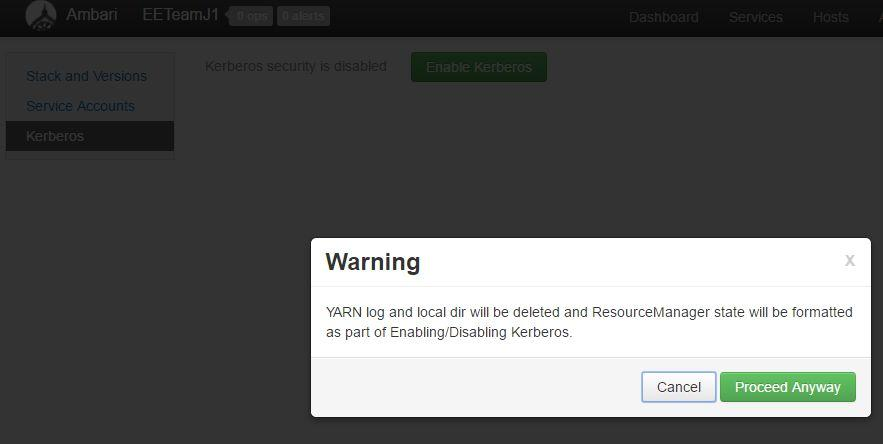 Ambari EETeamJ1 0 ops 0 alerts Dashboard Services Hosts
Stack and Versions
Kerberos security is disabled Enable Kerberos
Service Accounts
Kerberos
Warning x
YARN log and local dir will be deleted and ResourceManager state will be formatted
as part of Enabling/Disabling Kerberos.
Cancel Proceed Anyway